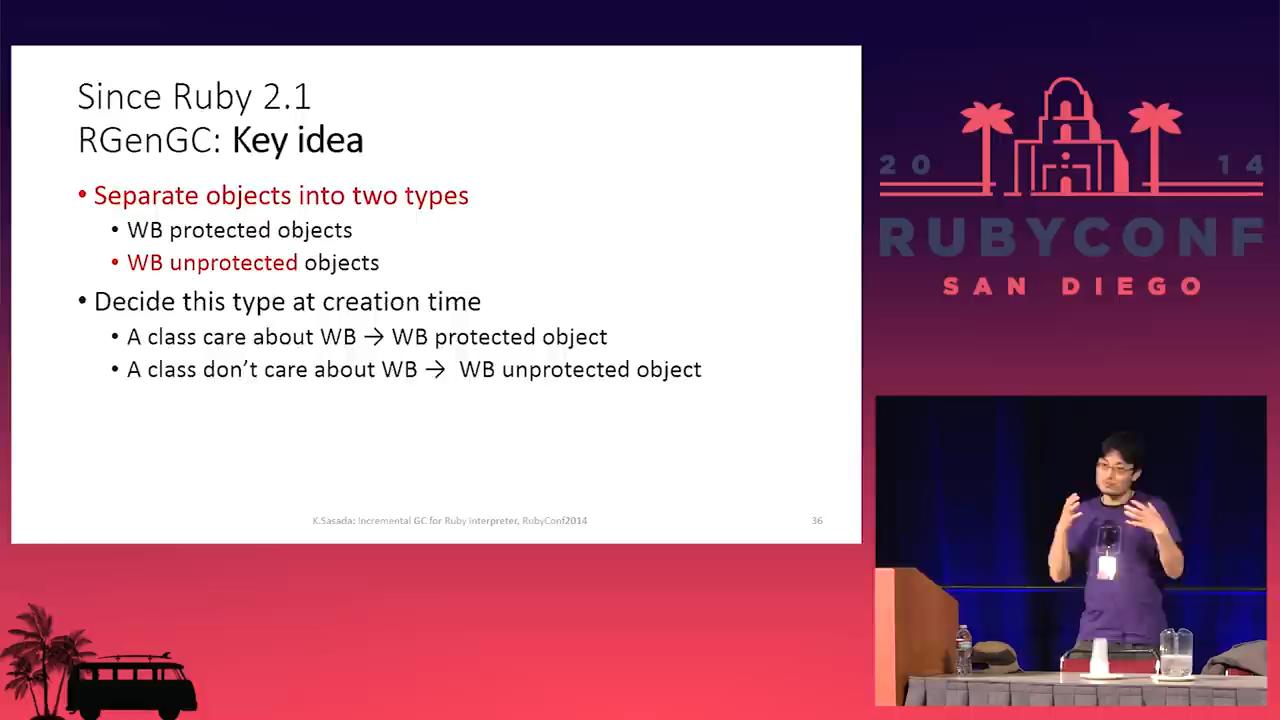 Since Ruby 2.1
RGenGC: Key idea
• Separate objects into two types
• WB protected objects
• WB unprotected objects
• Decide this type at creation time
• A class care about WB → WB protected object
• A class don’t care about WB → WB unprotected object
K.Sasada: Incremental GC for Ruby interpreter, RubyConf2014
36
20 14
RUBYCONF
SAN DIEGO